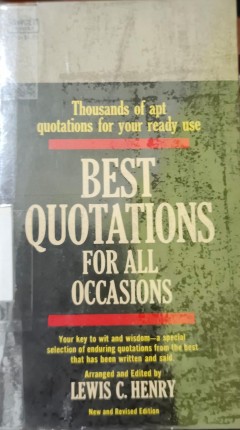 Thousands of apt
quotations for your ready use
BEST
QUOTATIONS
FOR ALL
OCCASIONS
Your key to wit and wisdom—a special
selection of enduring quotations from the best
that has been written and said.
Arranged and Edited by
LEWIS C. HENRY
New and Revised Edition